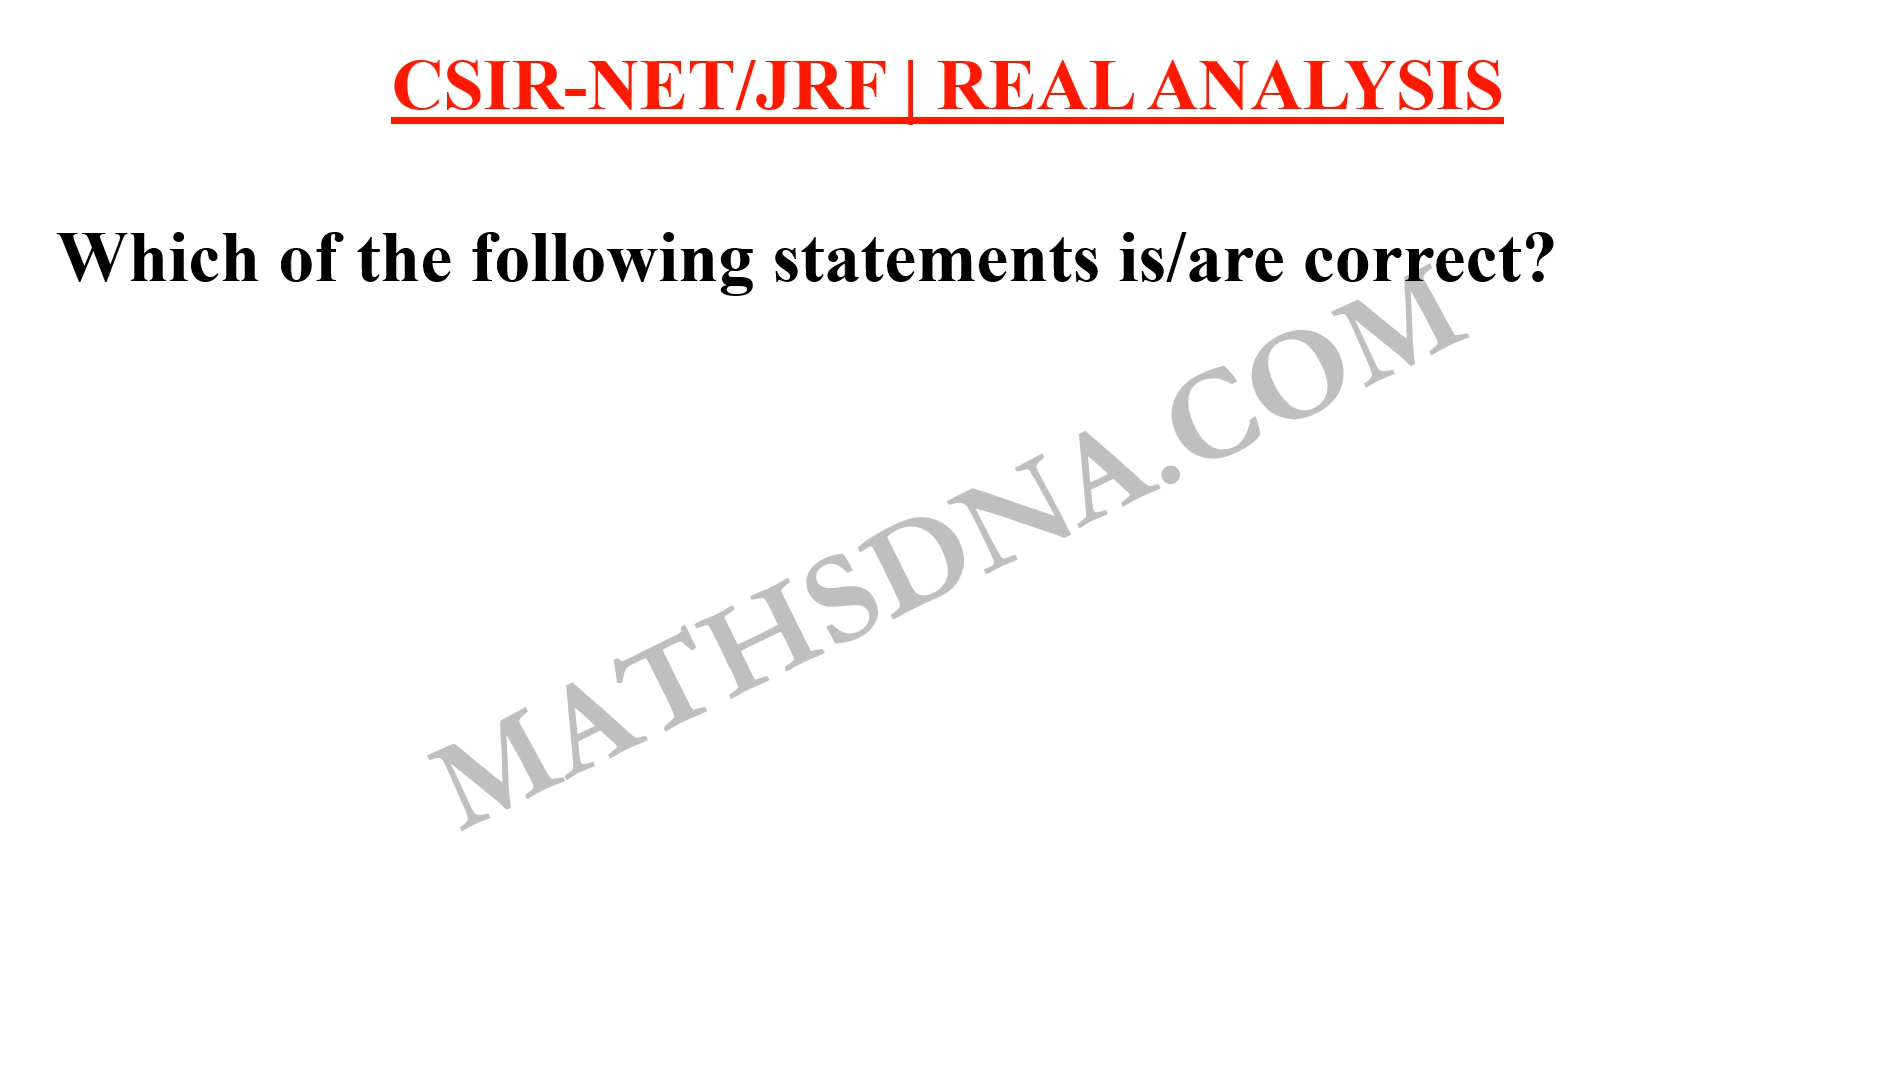 CSIR-NET/JRF | REAL ANALYSIS
Which of the following statements is/are correct?
MATHSDNA.COM